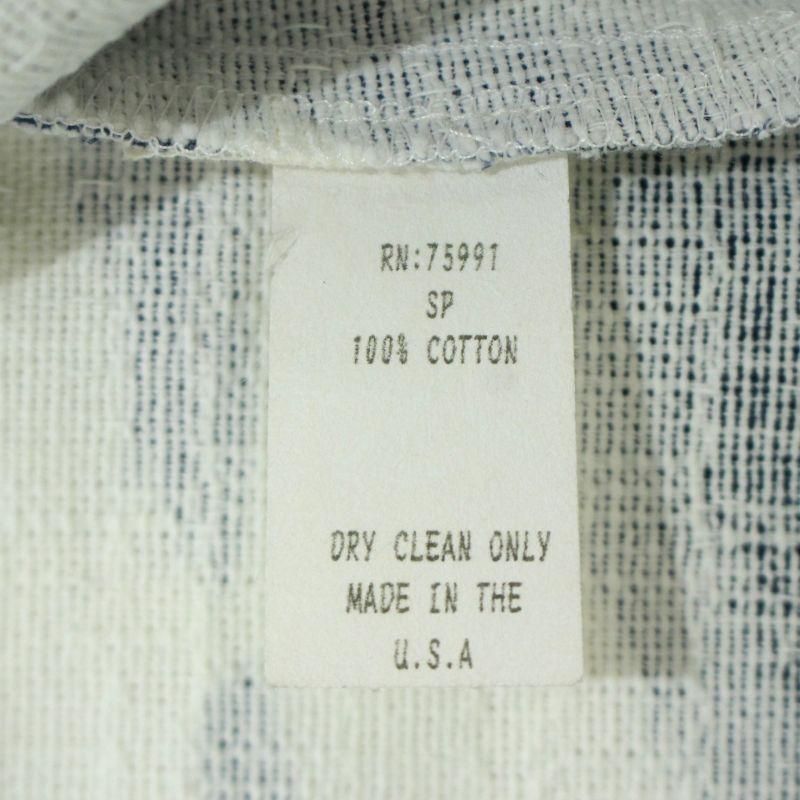 RN:75991
SP
100% COTTON
DRY CLEAN ONLY
MADE IN THE
U.S.A